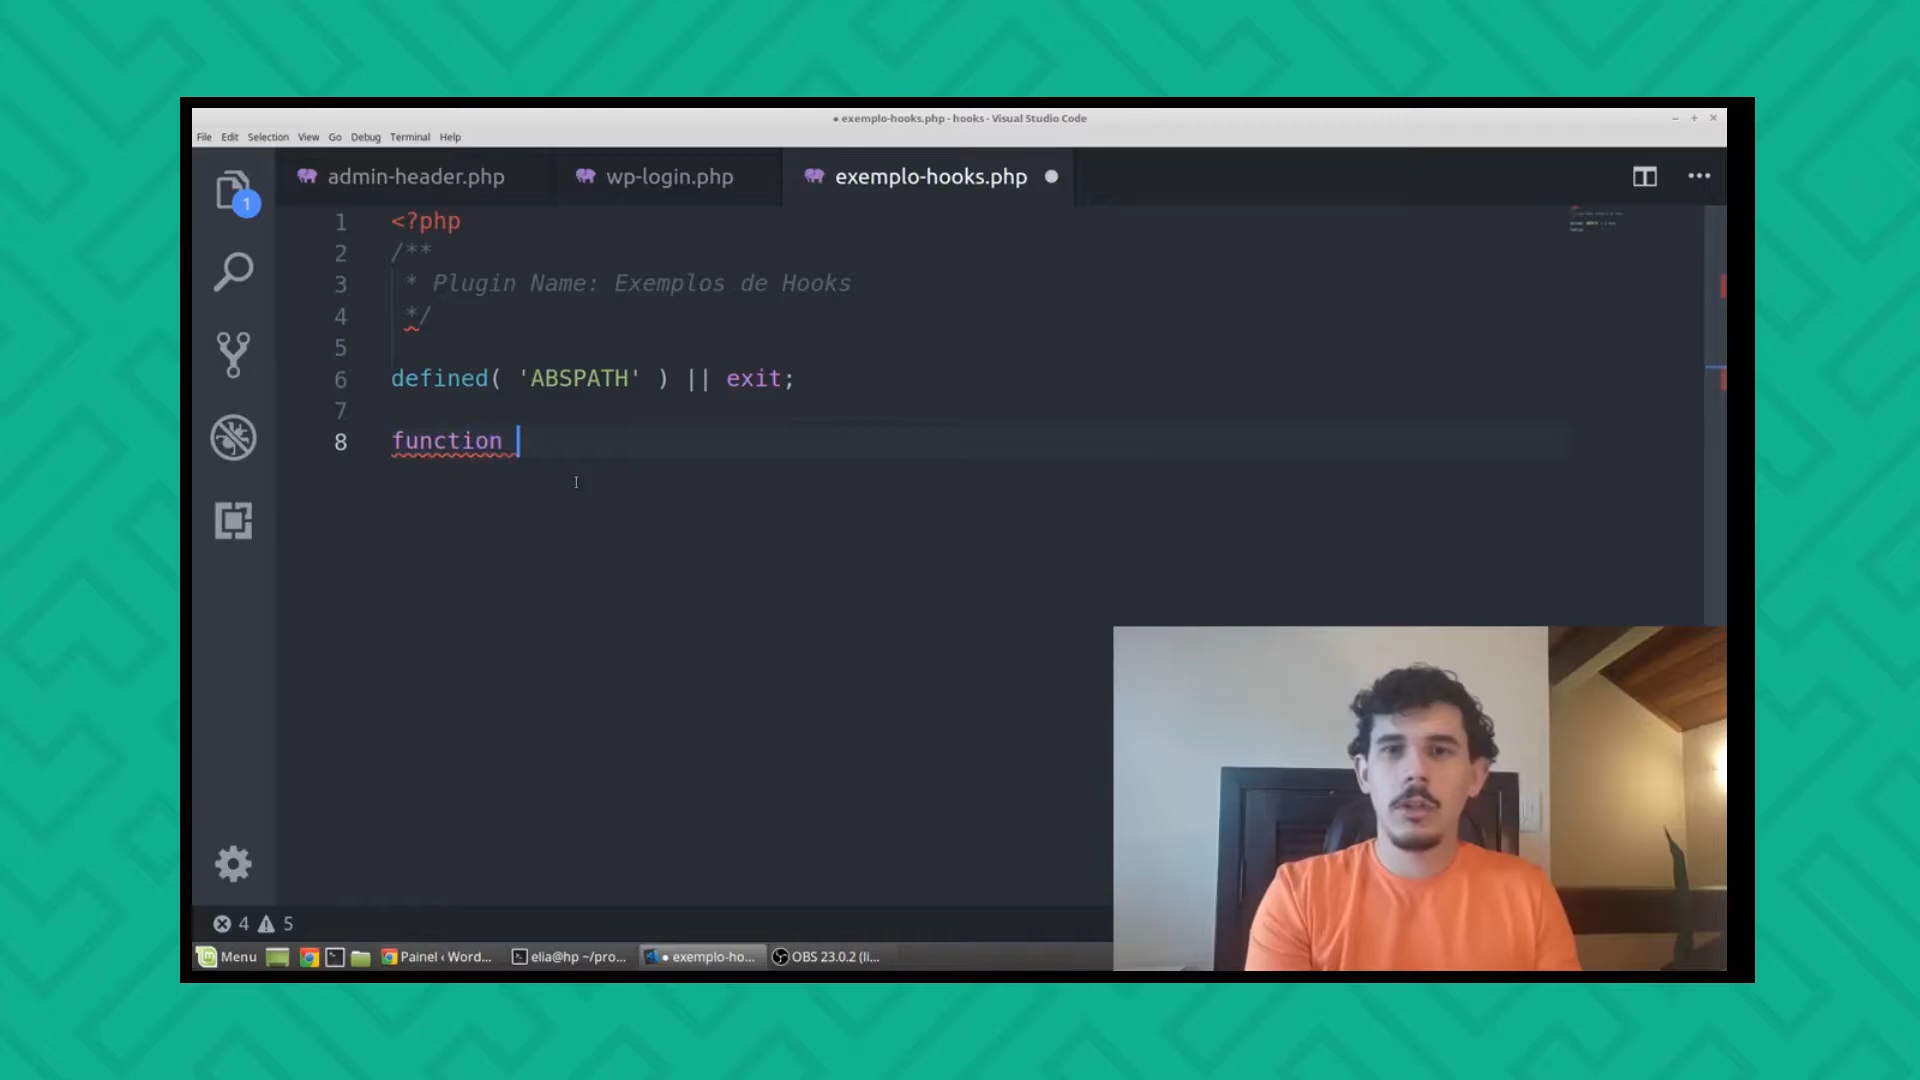 • exemplo-hooks.php - hooks - Visual Studio Code
File Edit Selection View Go Debug Terminal Help
admin-header.php wp-login.php exemplo-hooks.php
1
1 <?php
2 /**
3 * Plugin Name: Exemplos de Hooks
4 */
5
6 defined( 'ABSPATH' ) || exit;
7
8 function
4 5
Menu Painel ‹ Word... elia@hp ~/pro... • exemplo-ho... OBS 23.0.2 (li...